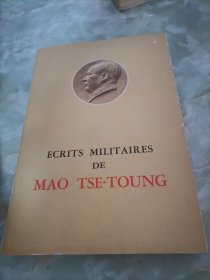 ECRITS MILITAIRES
DE
MAO TSE-TOUNG